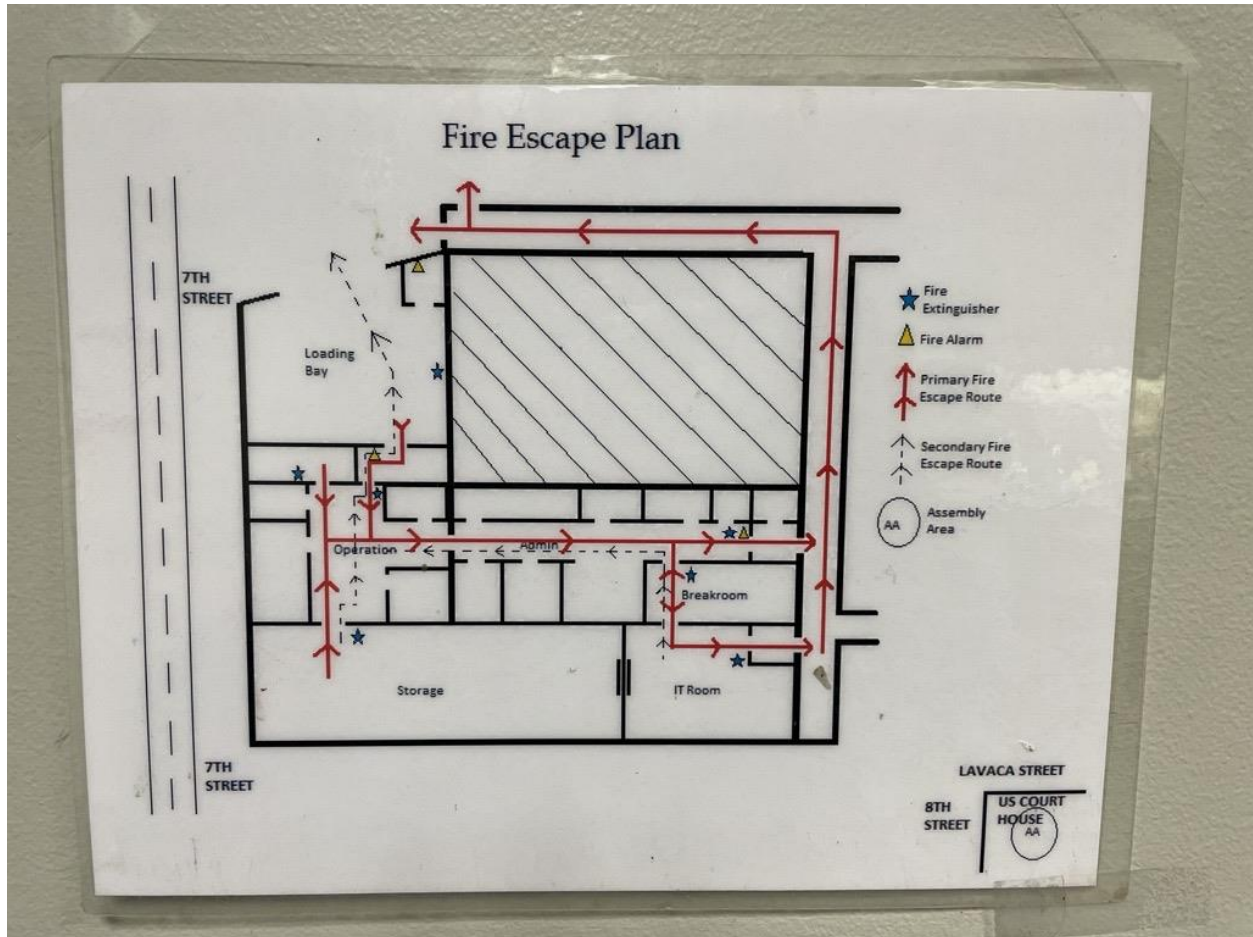 Fire Escape Plan
7TH
STREET
Loading
Bay
Operation
Admin
Breakroom
Storage
IT Room
7TH
STREET
Fire
Extinguisher
Fire Alarm
Primary Fire
Escape Route
Secondary Fire
Escape Route
AA
Assembly
Area
LAVACA STREET
8TH
STREET
US COURT
HOUSE
AA